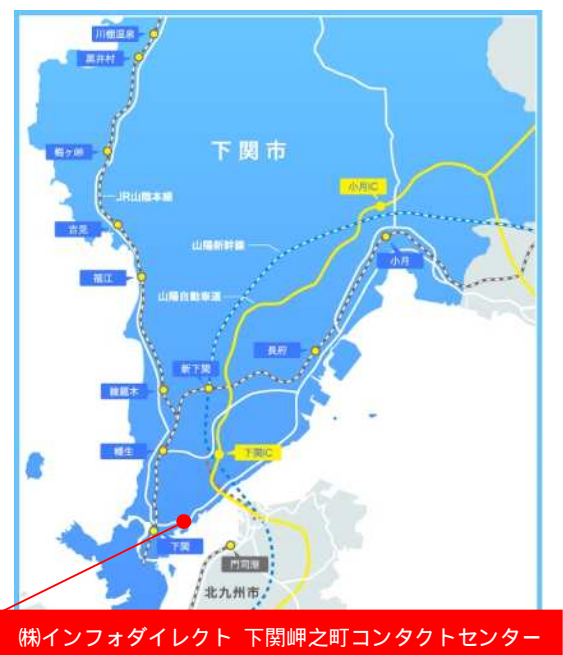 川棚温泉
黒井村
梅ヶ峠
下関市
小月IC
JR山陰本線
吉見
山陽新幹線
小月
福江
山陽自動車道
長府
新下関
綾羅木
幡生
下関IC
下関
門司港
北九州市
㈱インフォダイレクト 下関岬之町コンタクトセンター